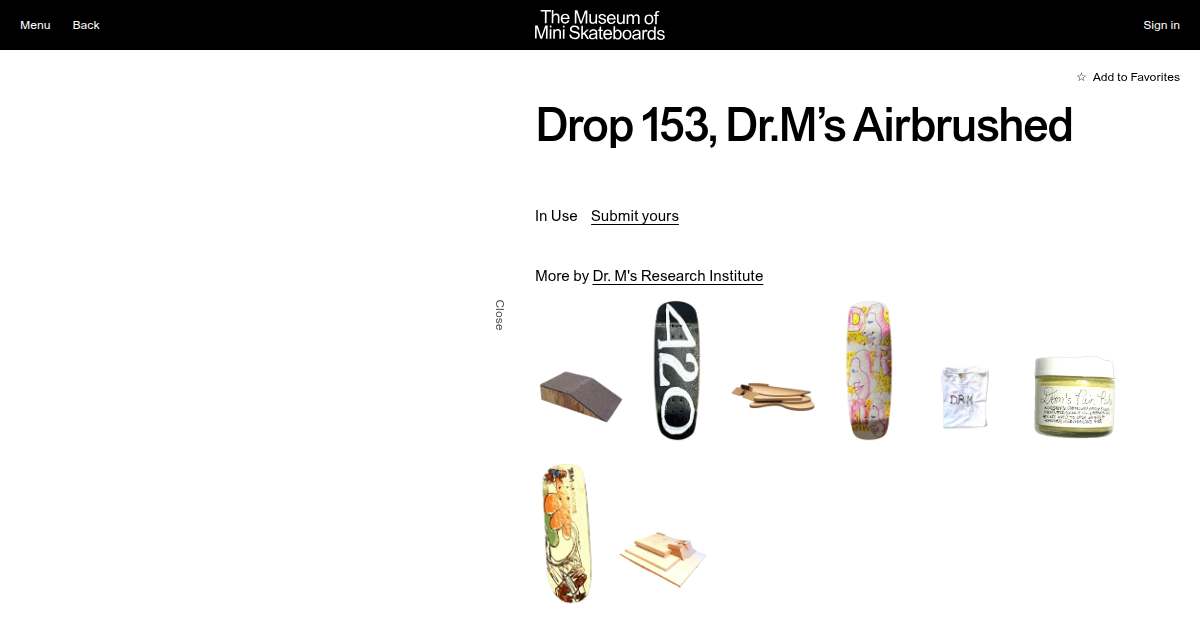 Menu
Back
The Museum of
Mini Skateboards
Sign in
☆ Add to Favorites
Drop 153, Dr.M’s Airbrushed
In Use
Submit yours
More by Dr. M's Research Institute
Close
420
DRM